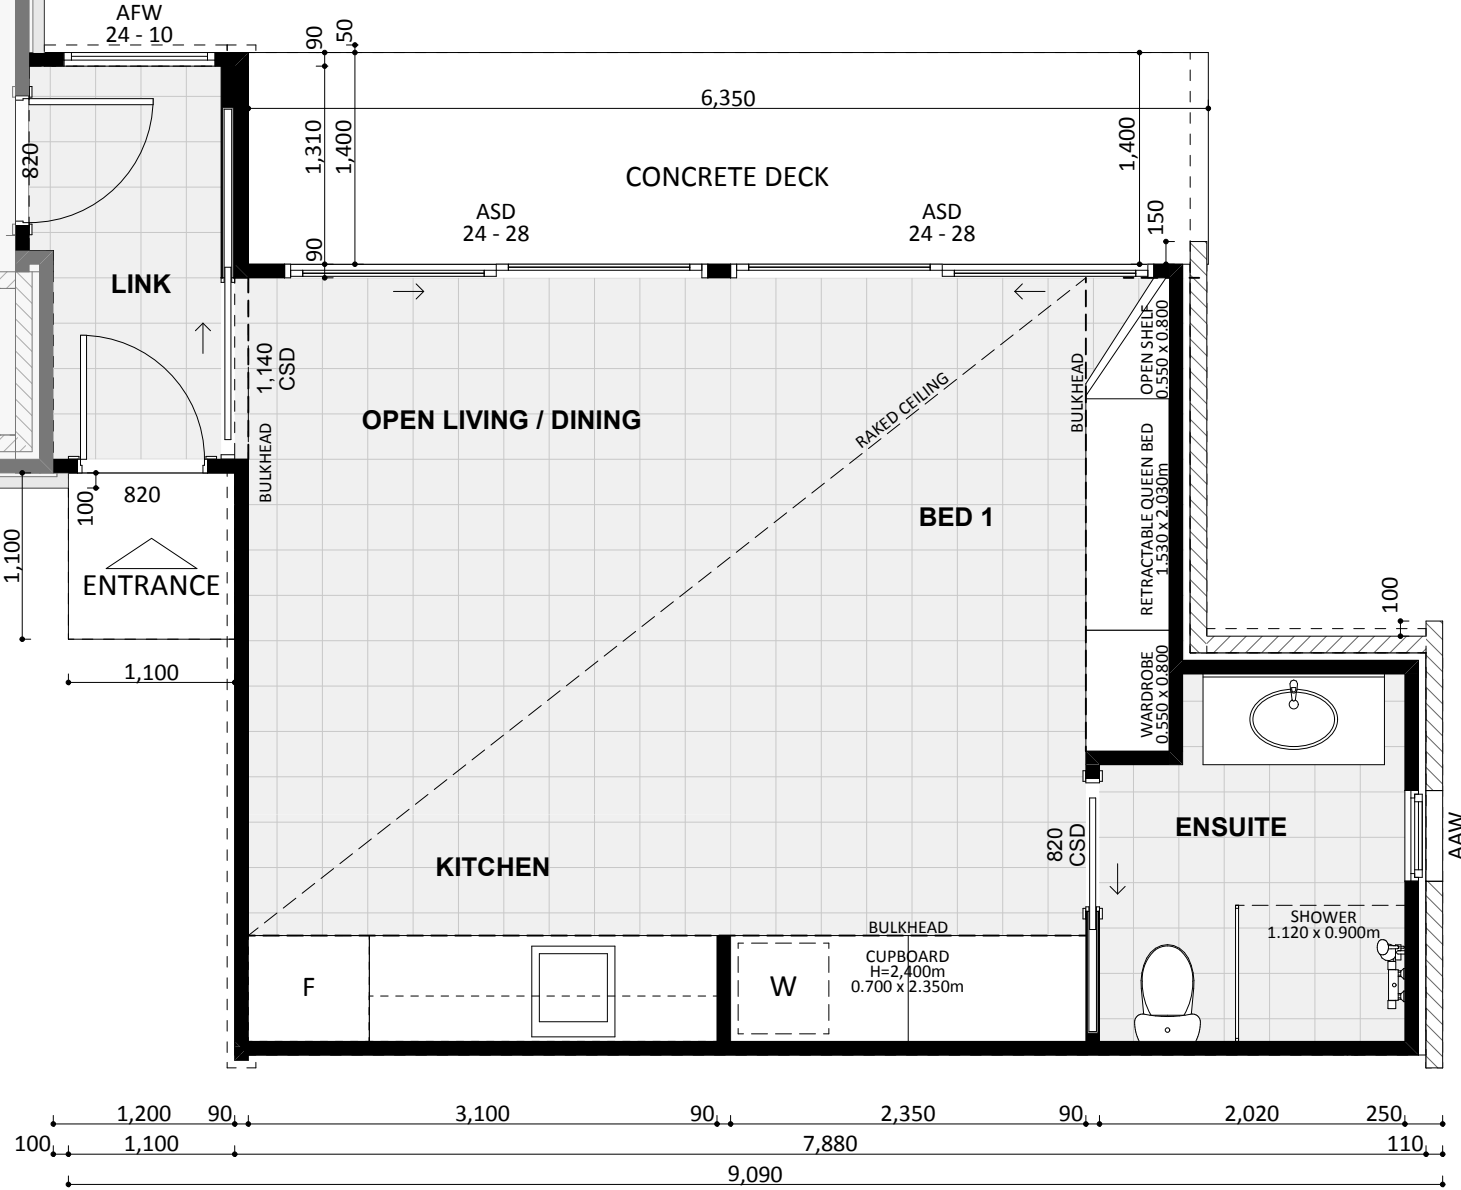 AFW
24 - 10
90
50
6,350
1,310
1,400
1,400
820
CONCRETE DECK
ASD
24 - 28
ASD
24 - 28
150
90
LINK
1,140
CSD
BULKHEAD
OPEN LIVING / DINING
RAKED CEILING
BULKHEAD
OPEN SHELF
0.550 x 0.800
RETRACTABLE QUEEN BED
1.530 x 2.030m
BED 1
100
820
1,100
ENTRANCE
1,100
100
WARDROBE
0.550 x 0.800
ENSUITE
AAW
820
CSD
KITCHEN
BULKHEAD
SHOWER
1.120 x 0.900m
F
W
CUPBOARD
H=2,400m
0.700 x 2.350m
1,200
90
3,100
90
2,350
90
2,020
250
100
1,100
7,880
110
9,090